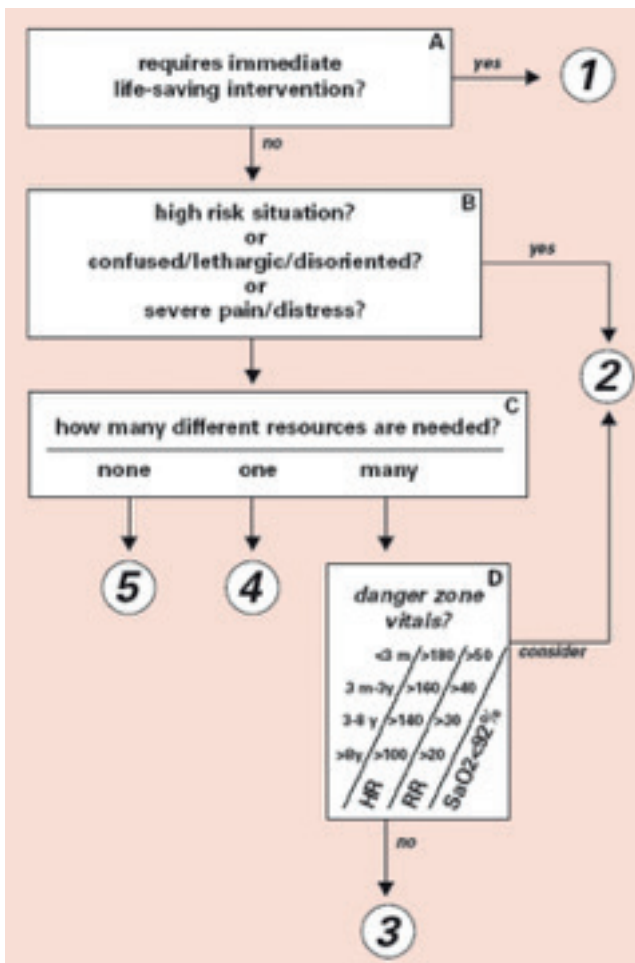 A
requires immediate
life-saving intervention?
yes
1
no
B
high risk situation?
or
confused/lethargic/disoriented?
or
severe pain/distress?
yes
2
C
how many different resources are needed?
none one many
5
4
D
danger zone
vitals?
<3 m >180 >50
3 m-3y >160 >40
3-8 y >140 >30
>8y >100 >20
HR RR SaO2<92%
consider
no
3